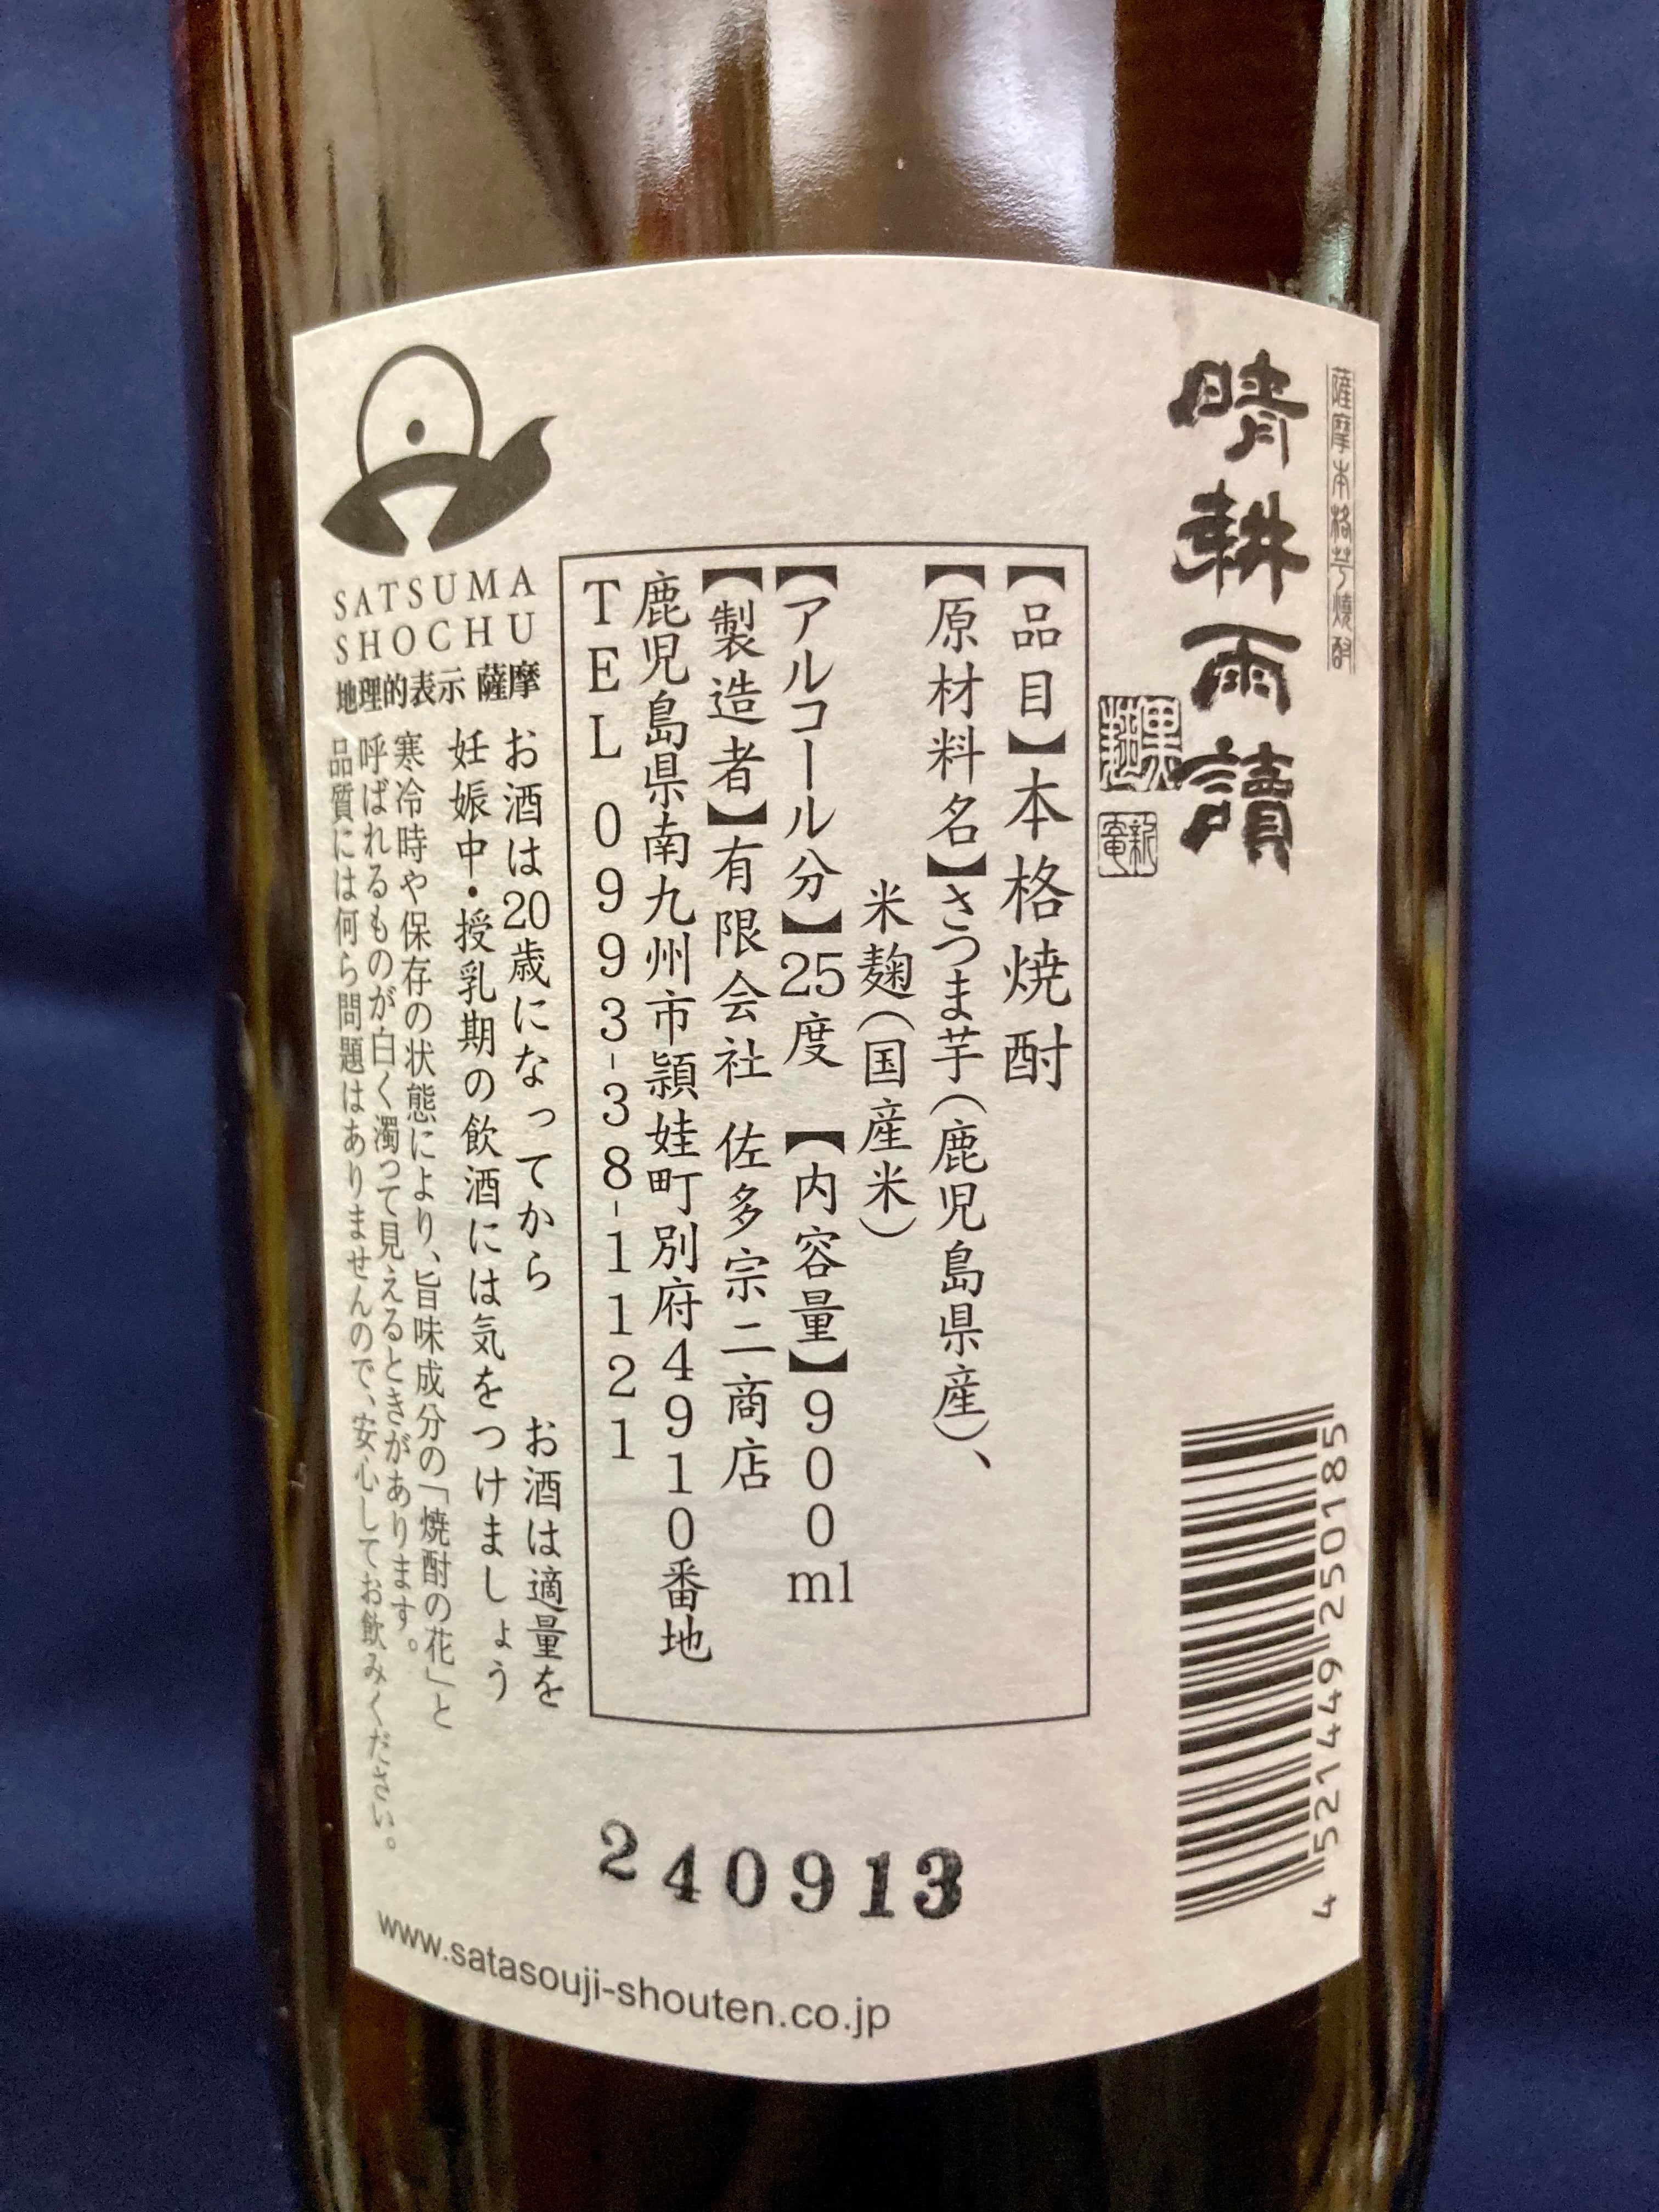 薩摩本格芋焼酎
晴耕雨讀
黒麹
【品目】本格焼酎
【原材料名】さつま芋(鹿児島県産)、
米麹(国産米)
【アルコール分】25度 【内容量】900ml
【製造者】有限会社 佐多宗二商店
鹿児島県南九州市頴娃町別府4910番地
TEL 0993-38-1121
SATSUMA
SHOCHU
地理的表示 薩摩
お酒は20歳になってから お酒は適量を
妊娠中・授乳期の飲酒には気をつけましょう
寒冷時や保存の状態により、旨味成分の「焼酎の花」と
呼ばれるものが白く濁って見えるときがあります。
品質には何ら問題はありませんので、安心してお飲みください。
4 521449 250185
240913
www.satasouji-shouten.co.jp